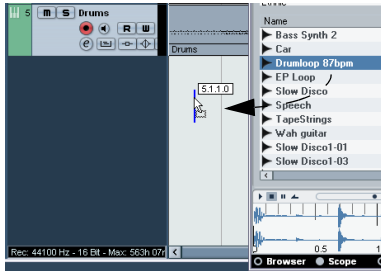 5 m S Drums
R W
e
Drums
5.1.1.0
Rec: 44100 Hz - 16 Bit - Max: 563h 07r
Name
Bass Synth 2
Car
Drumloop 87bpm
EP Loop
Slow Disco
Speech
TapeStrings
Wah guitar
Slow Disco1-01
Slow Disco1-03
0.5
1
Browser Scope